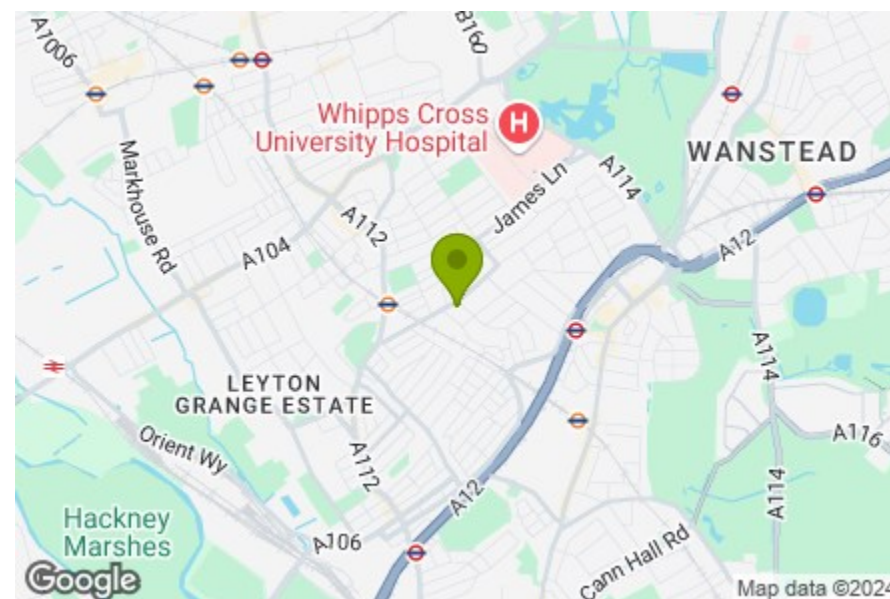 A1006
B160
Whipps Cross
University Hospital
H
A114
WANSTEAD
James Ln
Markhouse Rd
A112
A104
A12
LEYTON
GRANGE ESTATE
A114
Orient Wy
A112
A116
A114
A12
Hackney
Marshes
A106
Cann Hall Rd
Google
Map data ©2024